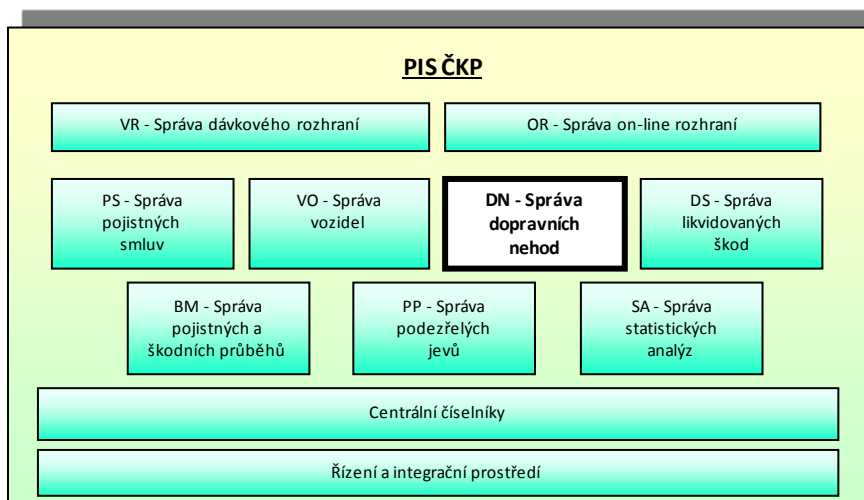 PIS ČKP
VR - Správa dávkového rozhraní
OR - Správa on-line rozhraní
PS - Správa
pojistných
smluv
VO - Správa
vozidel
DN - Správa
dopravních
nehod
DS - Správa
likvidovaných
škod
BM - Správa
pojistných a
škodních průběhů
PP - Správa
podezřelých
jevů
SA - Správa
statistických
analýz
Centrální číselníky
Řízení a integrační prostředí